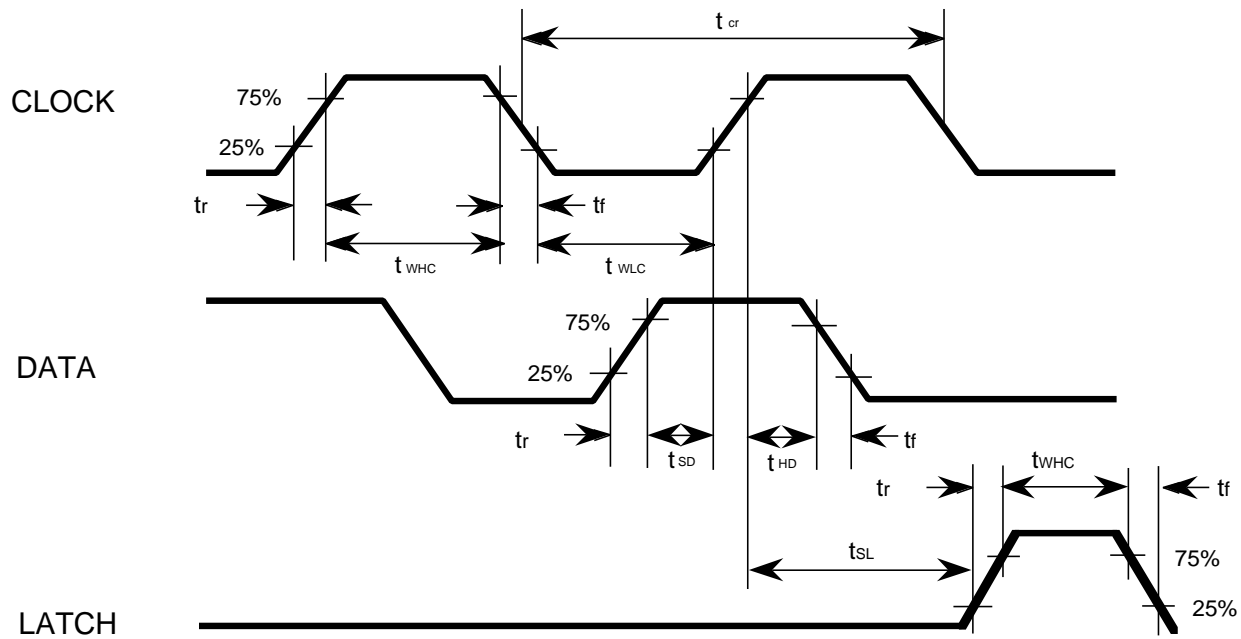 t cr
CLOCK
75%
25%
tr
tf
t WHC
t WLC
DATA
75%
25%
tr
t SD
t HD
tf
tr
tWHC
tf
tSL
75%
25%
LATCH